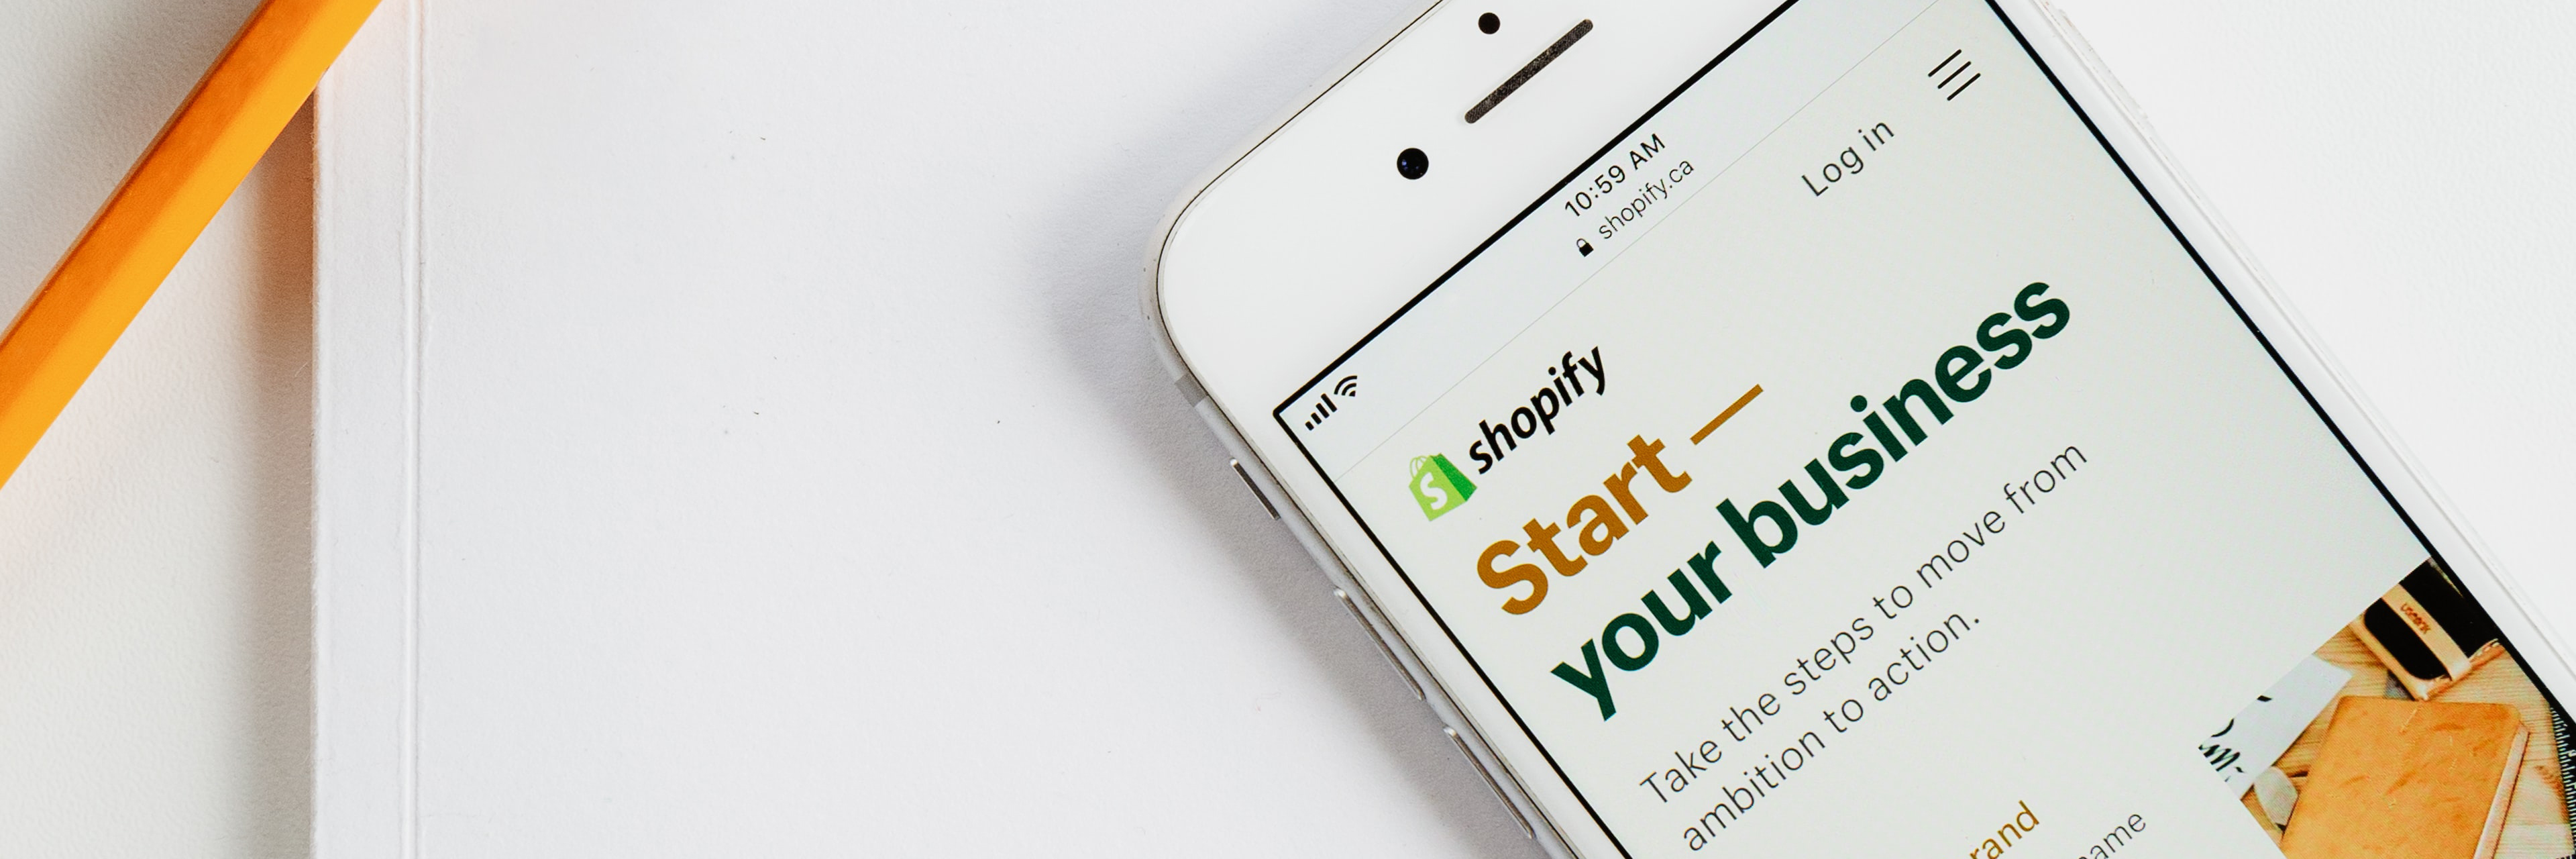 10:59 AM
shopify.ca
Log in
shopify
Start —
your business
Take the steps to move from
ambition to action.